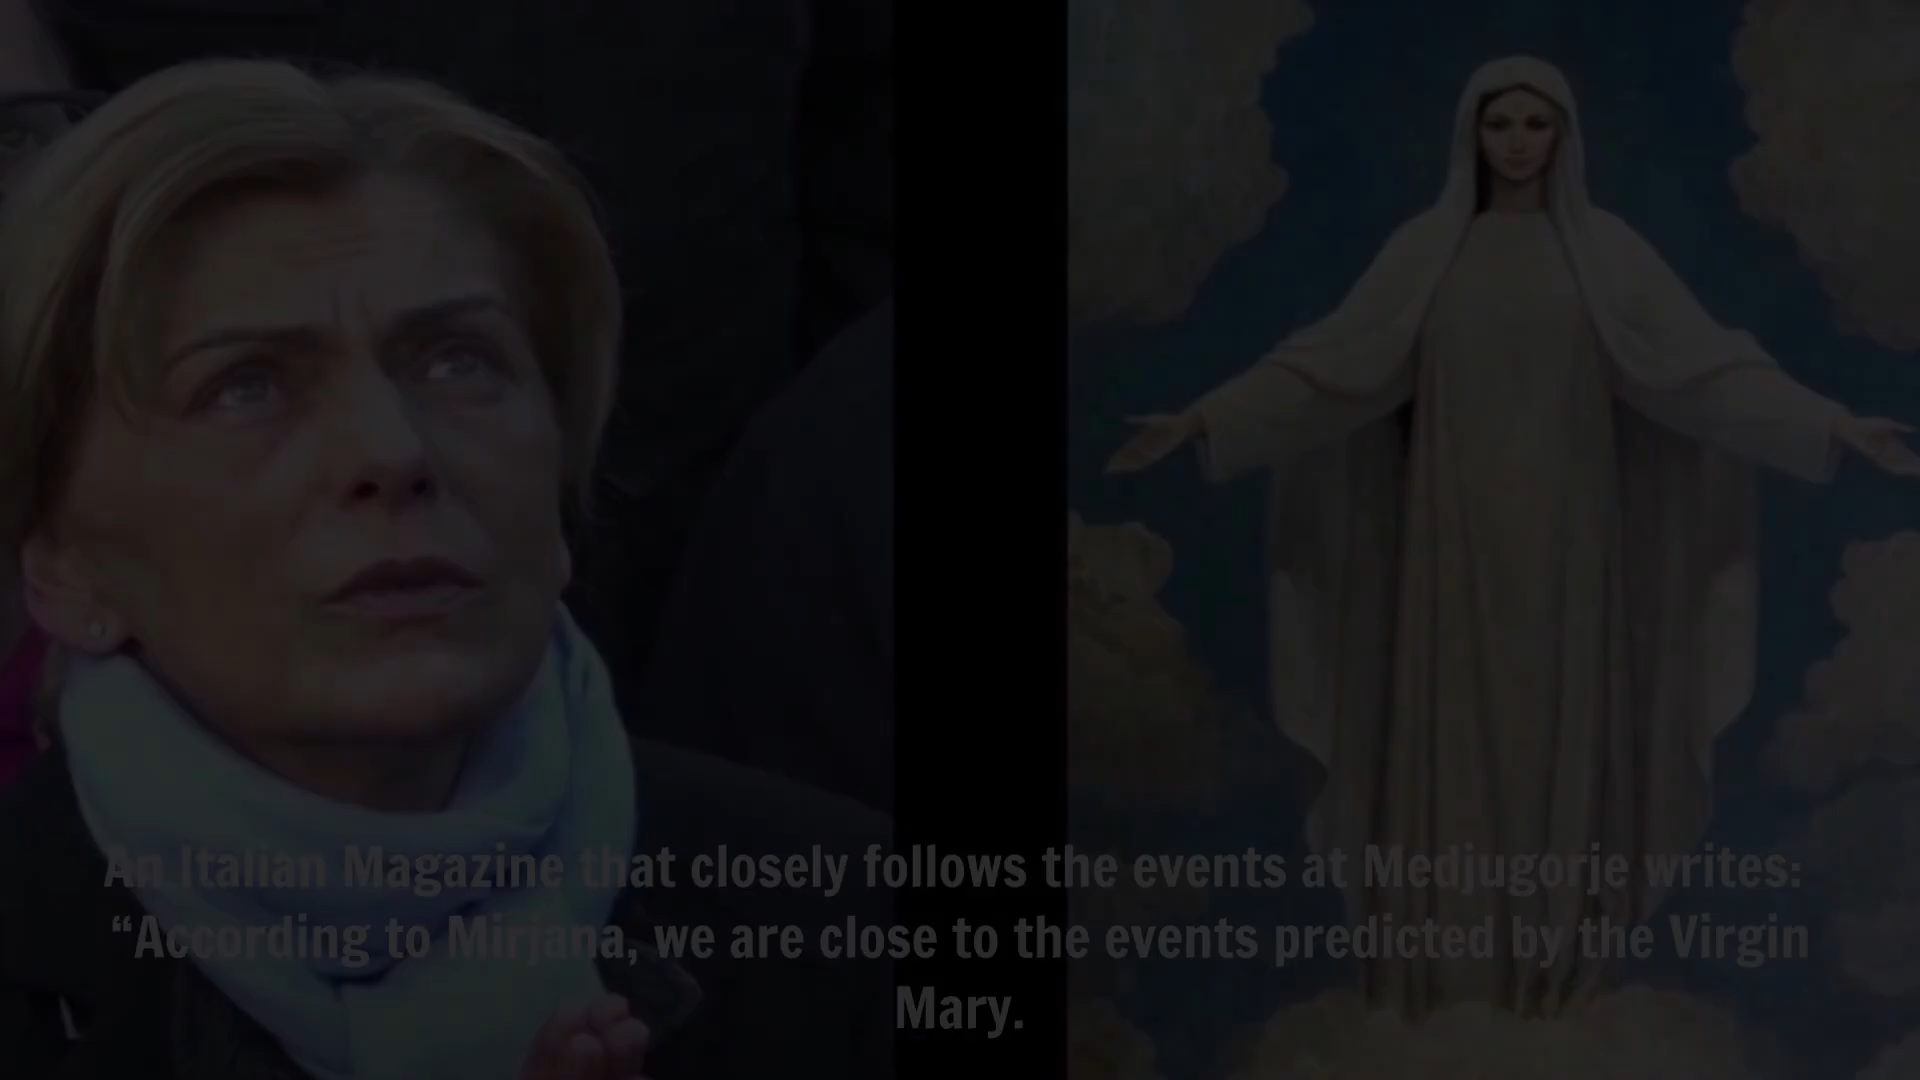 An Italian Magazine that closely follows the events at Medjugorje writes:
“According to Mirjana, we are close to the events predicted by the Virgin
Mary.